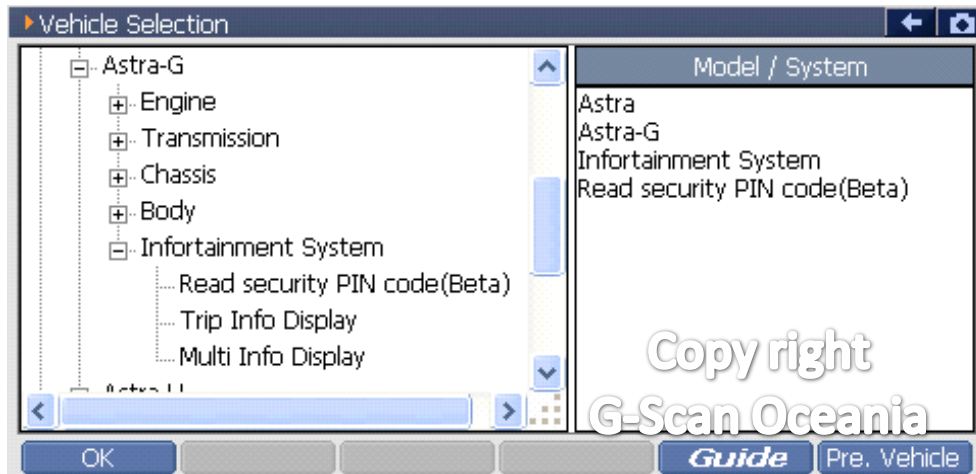 Vehicle Selection
Astra-G
Engine
Transmission
Chassis
Body
Infortainment System
Read security PIN code(Beta)
Trip Info Display
Multi Info Display
Model / System
Astra
Astra-G
Infortainment System
Read security PIN code(Beta)
Copy right
G-Scan Oceania
OK
Guide
Pre. Vehicle